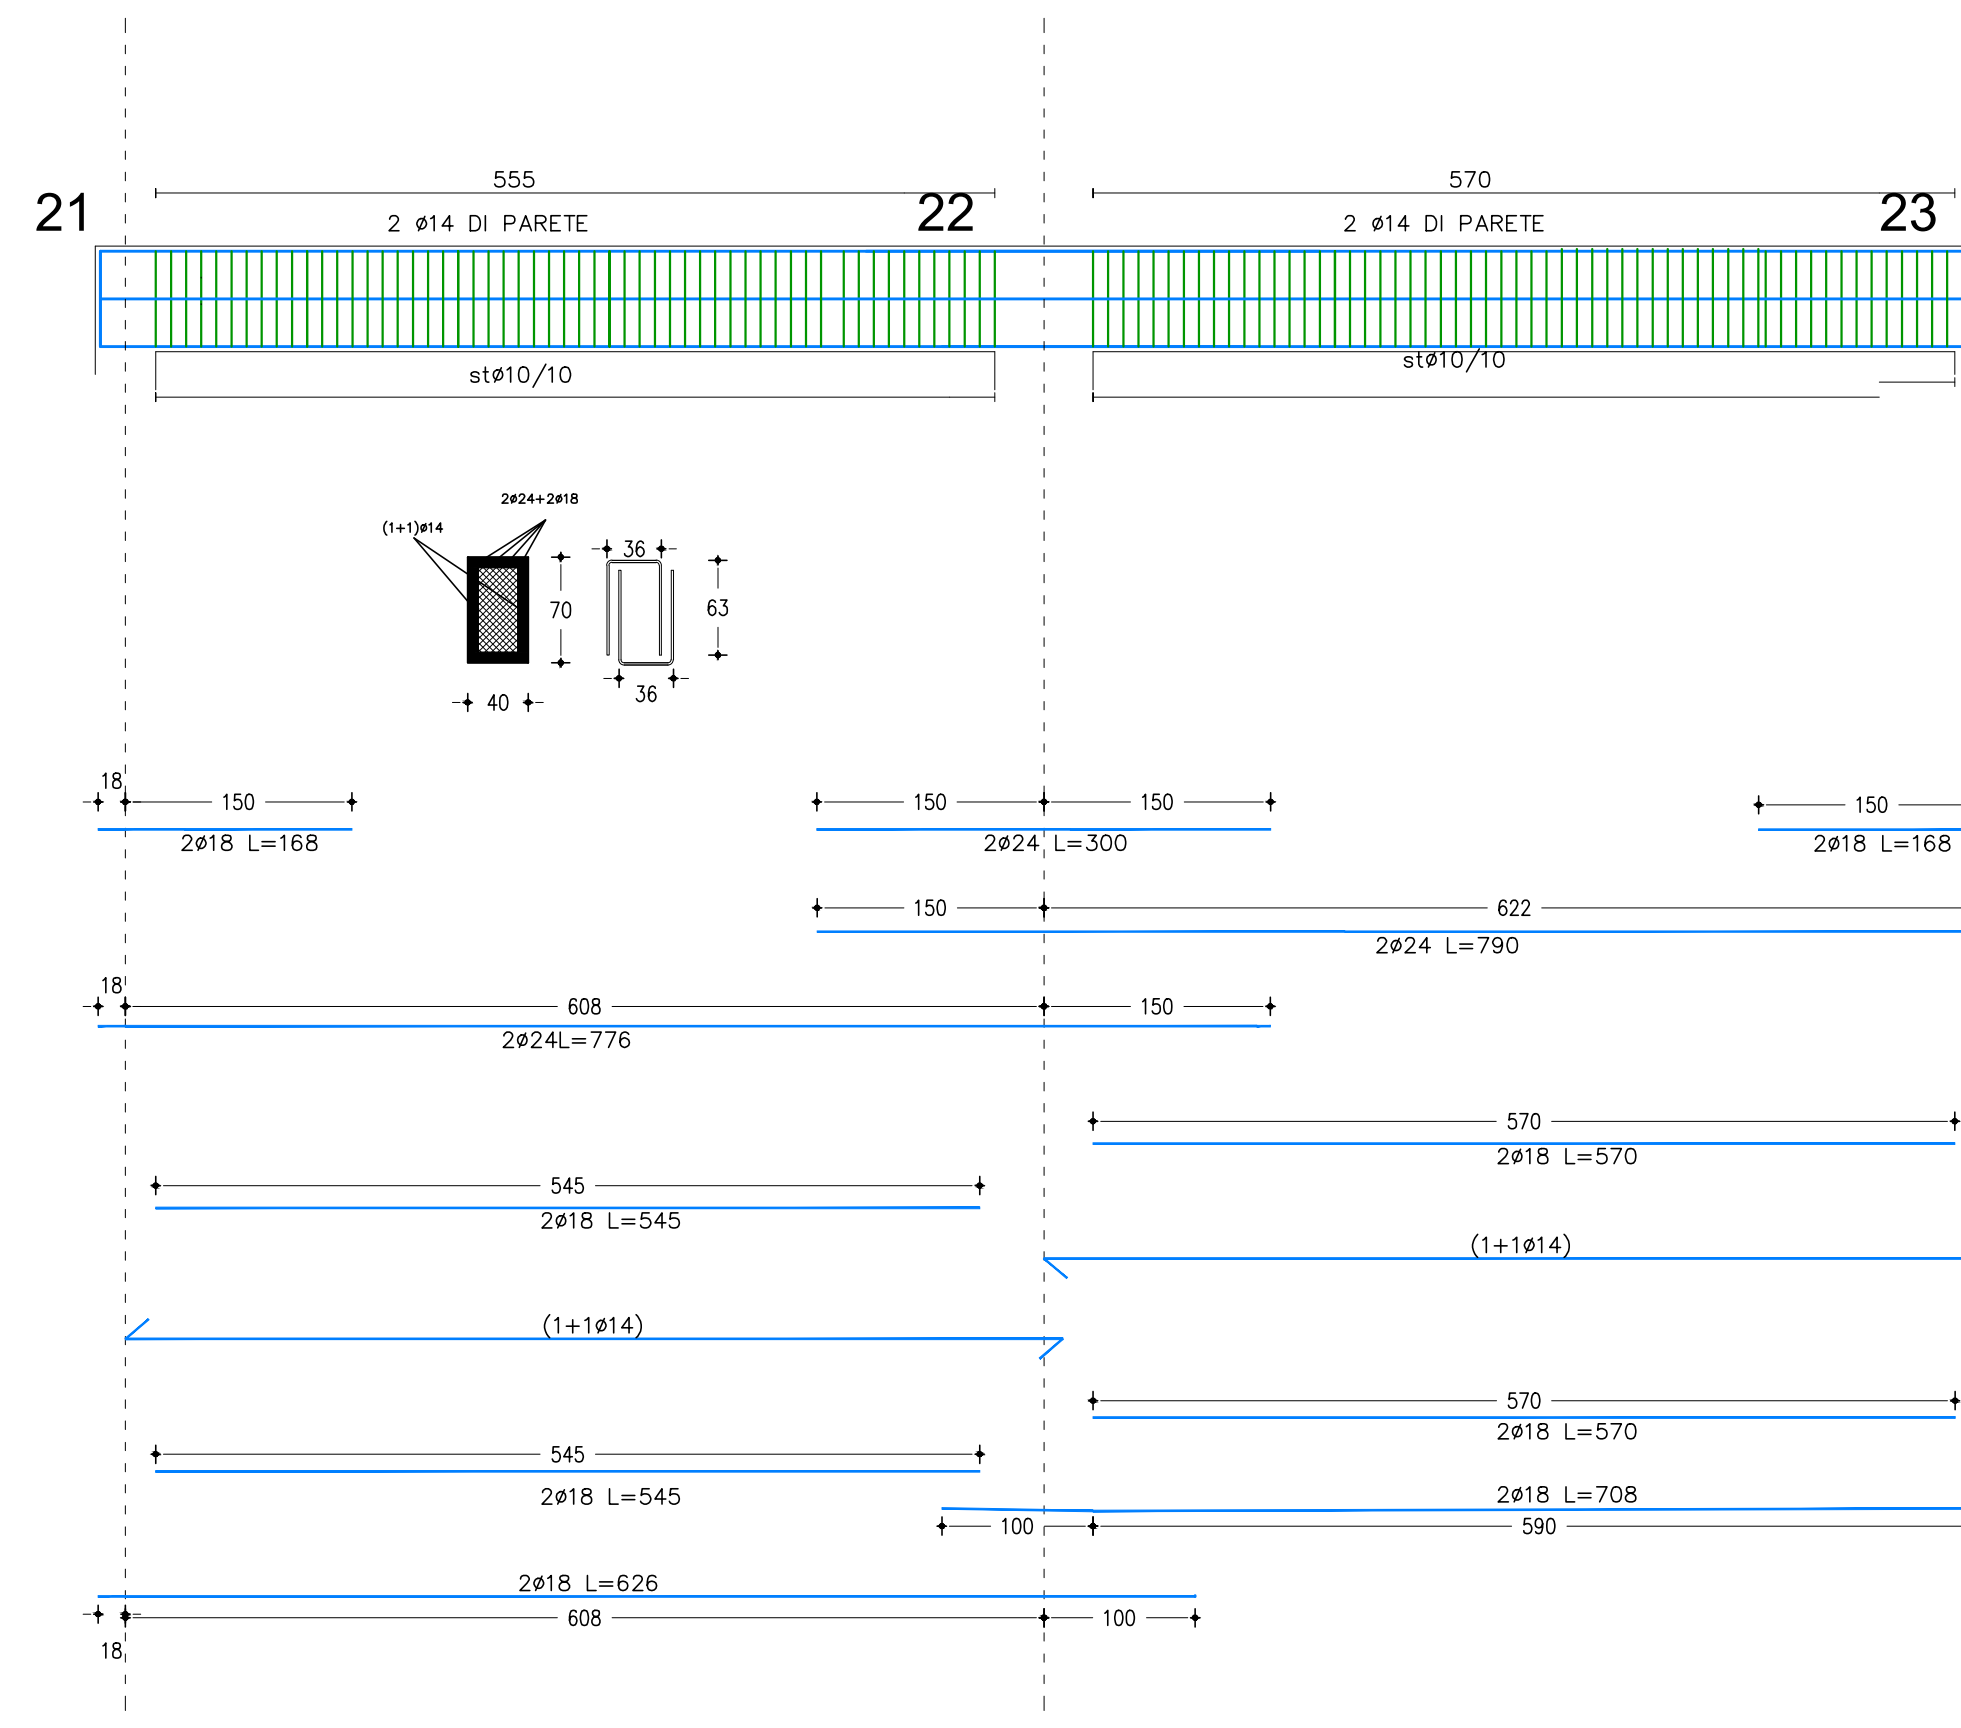 555
570
21
22
23
2 ø14 DI PARETE
2 ø14 DI PARETE
stø10/10
stø10/10
2ø24+2ø18
(1+1)ø14
36
70
63
36
40
18
150
150
150
150
2ø18 L=168
2ø24 L=300
2ø18 L=168
150
622
2ø24 L=790
18
608
150
2ø24L=776
570
2ø18 L=570
545
2ø18 L=545
(1+1ø14)
(1+1ø14)
570
2ø18 L=570
545
2ø18 L=545
2ø18 L=708
100
590
2ø18 L=626
608
100
18